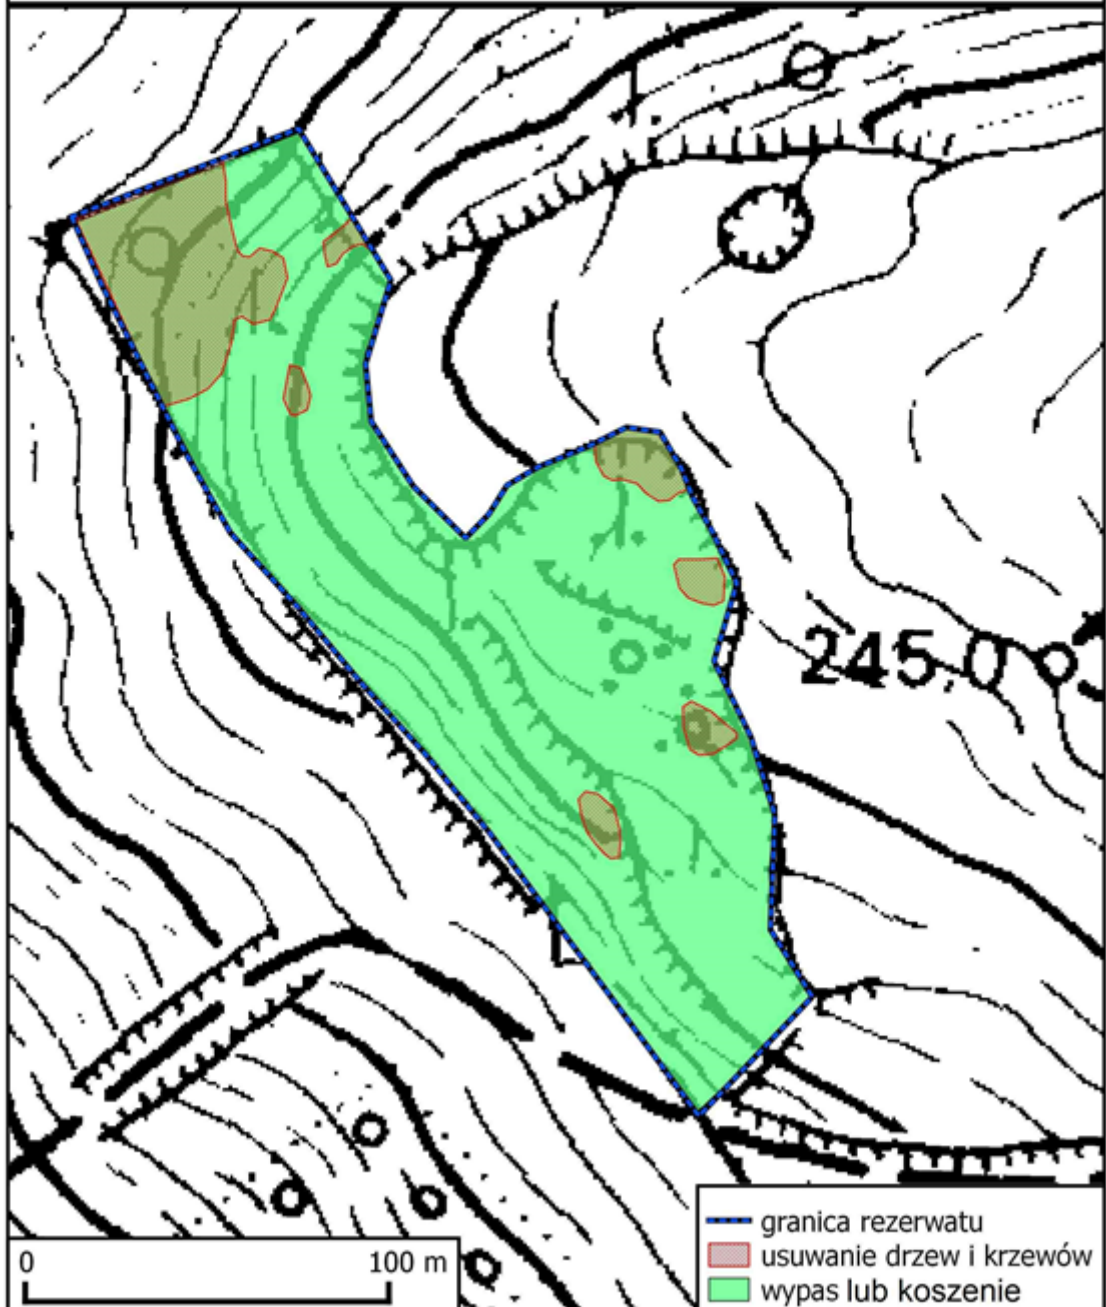 245.0
granica rezerwatu
0 100 m
usuwanie drzew i krzewów
wypas lub koszenie